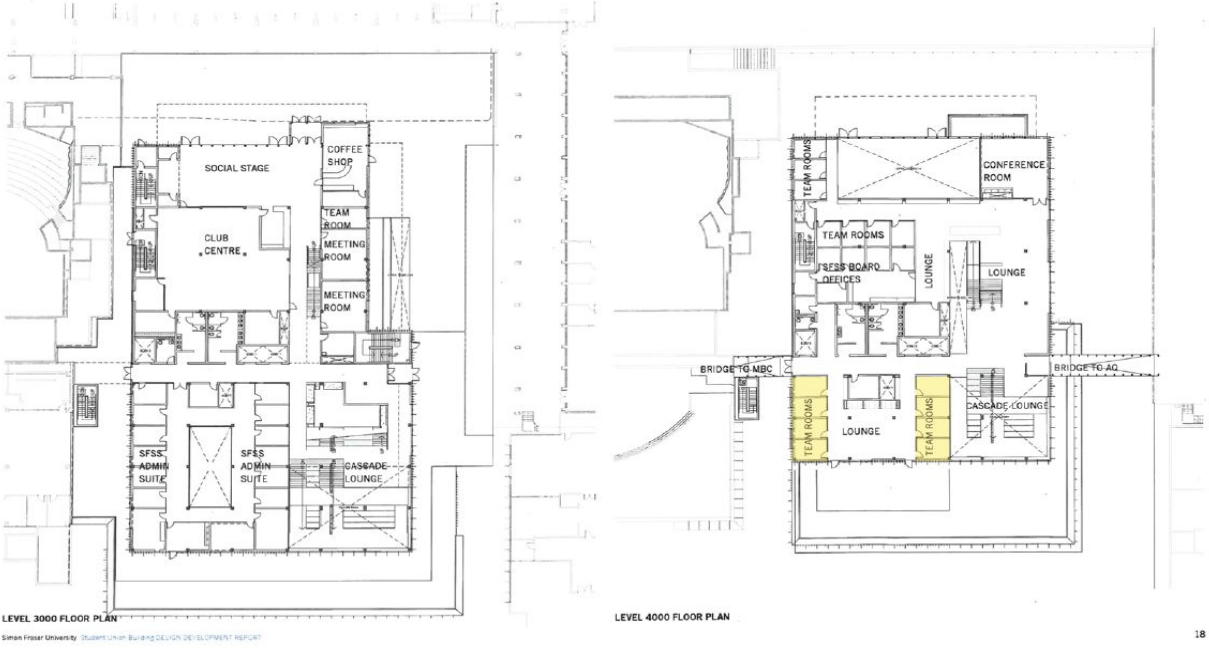 SOCIAL STAGE
COFFEE
SHOP
CLUB
CENTRE
TEAM
ROOM
MEETING
ROOM
MEETING
ROOM
SFSS
ADMIN
SUITE
SFSS
ADMIN
SUITE
CASCADE
LOUNGE
LEVEL 3000 FLOOR PLAN
Simon Fraser University Student Union Building DESIGN DEVELOPMENT REPORT
TEAM ROOMS
CONFERENCE
ROOM
TEAM ROOMS
SFSS BOARD
OFFICES
LOUNGE
LOUNGE
BRIDGE TO MBC
BRIDGE TO AQ
TEAM ROOMS
LOUNGE
TEAM ROOMS
CASCADE LOUNGE
LEVEL 4000 FLOOR PLAN
18